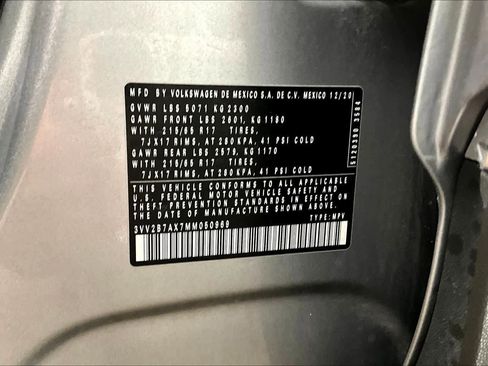 MFD BY VOLKSWAGEN DE MEXICO S.A. DE C.V. MEXICO 12/20
GVWR LBS 5071 KG 2300
GAWR FRONT LBS 2601, KG 1180
WITH 215/65 R17 TIRES,
7JX17 RIMS, AT 280 KPA, 41 PSI COLD
GAWR REAR LBS 2579, KG 1170
WITH 215/65 R17 TIRES,
7JX17 RIMS, AT 280 KPA, 41 PSI COLD
THIS VEHICLE CONFORMS TO ALL APPLICABLE
U.S. FEDERAL MOTOR VEHICLE SAFETY AND
THEFT PREVENTION STANDARDS IN EFFECT ON
THE DATE OF MANUFACTURE SHOWN ABOVE.
3VV2B7AX7MM050969 TYPE: MPV
5120390 3584